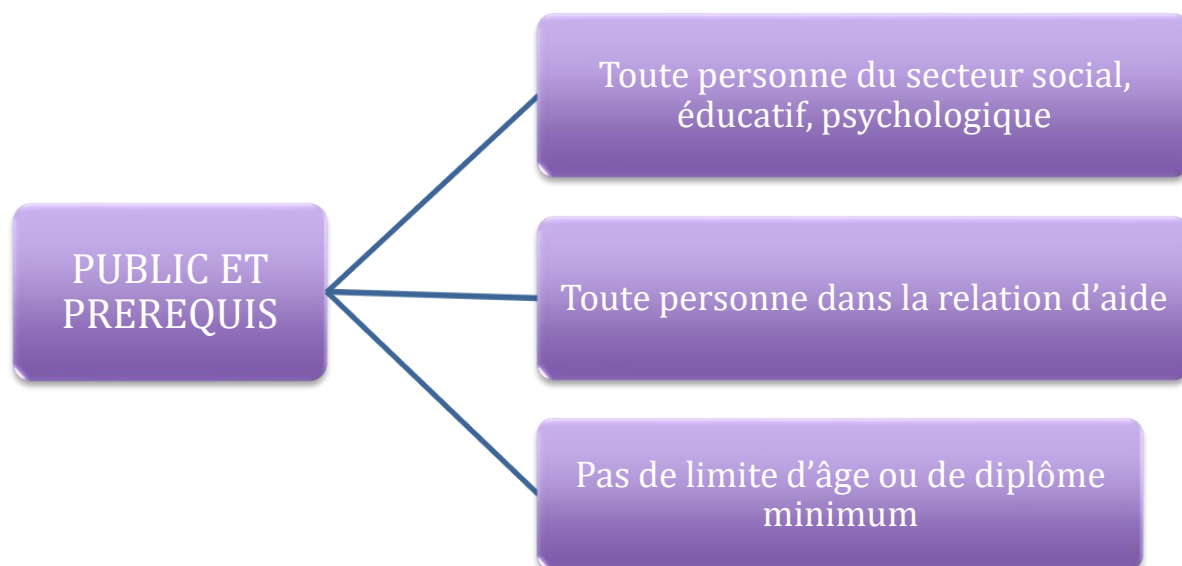 PUBLIC ET
PREREQUIS
Toute personne du secteur social,
éducatif, psychologique
Toute personne dans la relation d’aide
Pas de limite d’âge ou de diplôme
minimum